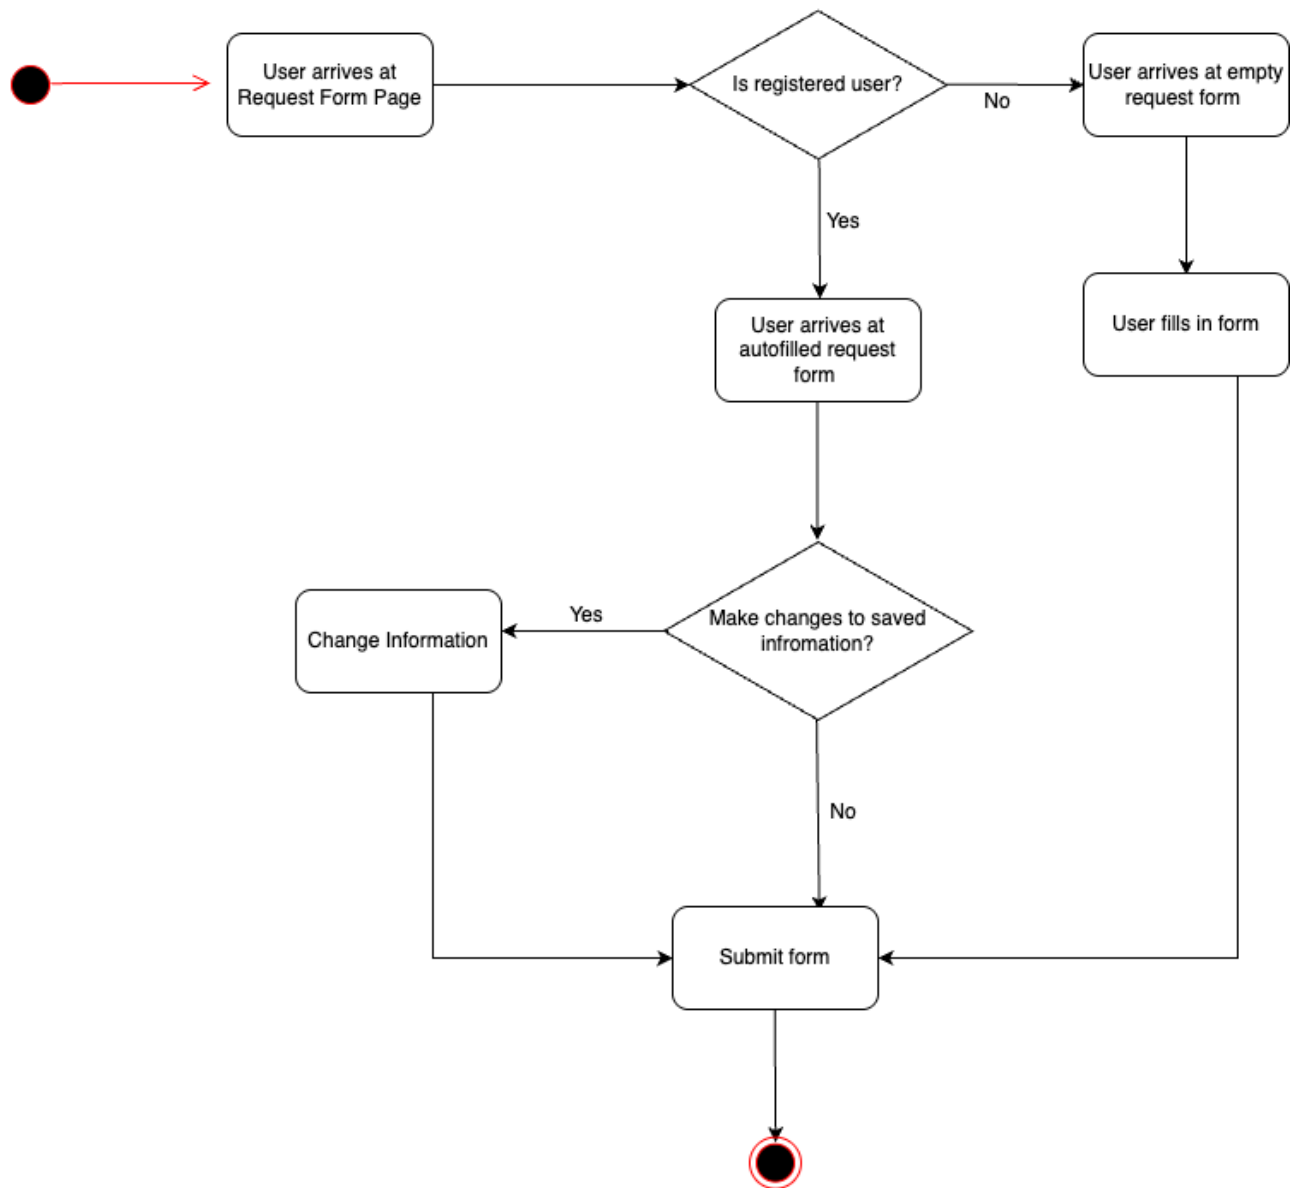 User arrives at
Request Form Page
Is registered user?
No
User arrives at empty
request form
Yes
User arrives at
autofilled request
form
User fills in form
Make changes to saved
infromation?
Yes
Change Information
No
Submit form